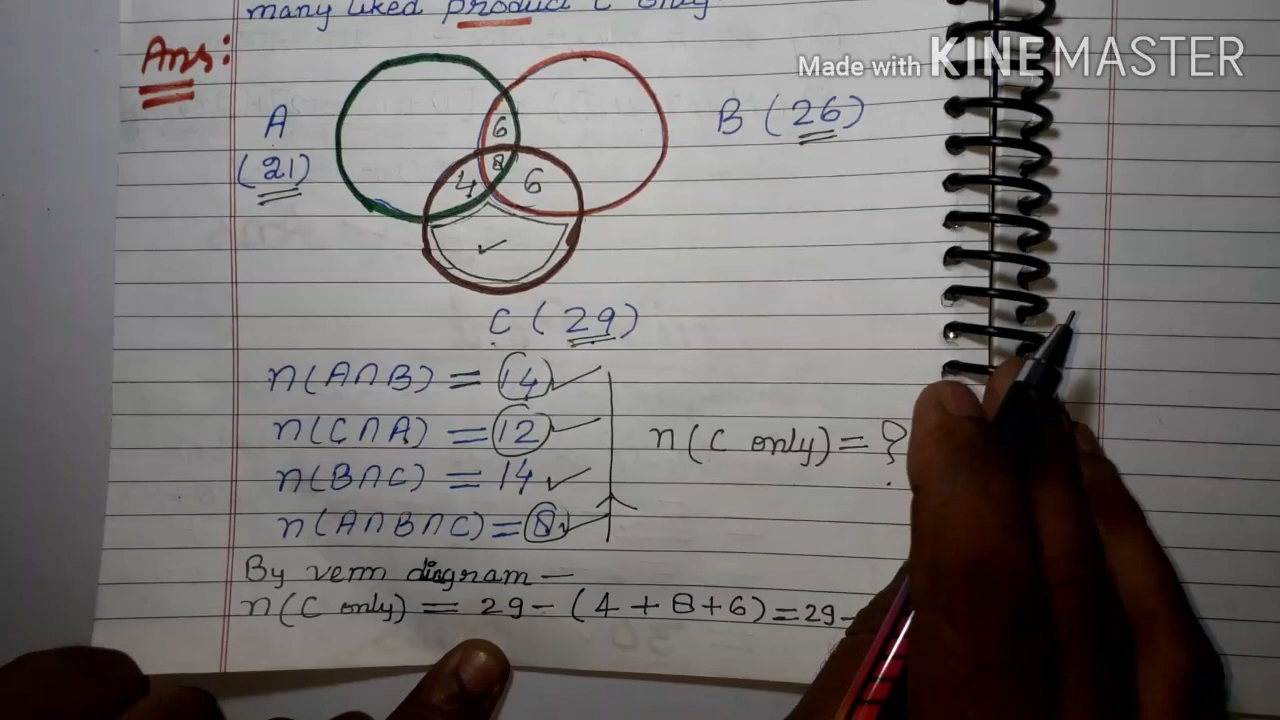 many liked product C only
Made with KINEMASTER
Ans:
A
(21)
B (26)
6
8
4
6
C (29)
n(A∩B) = 14
n(C∩A) = 12
n(B∩C) = 14
n(A∩B∩C) = 8
n(C only) = ?
By venn diagram —
n(C only) = 29 - (4 + 8 + 6) = 29 -